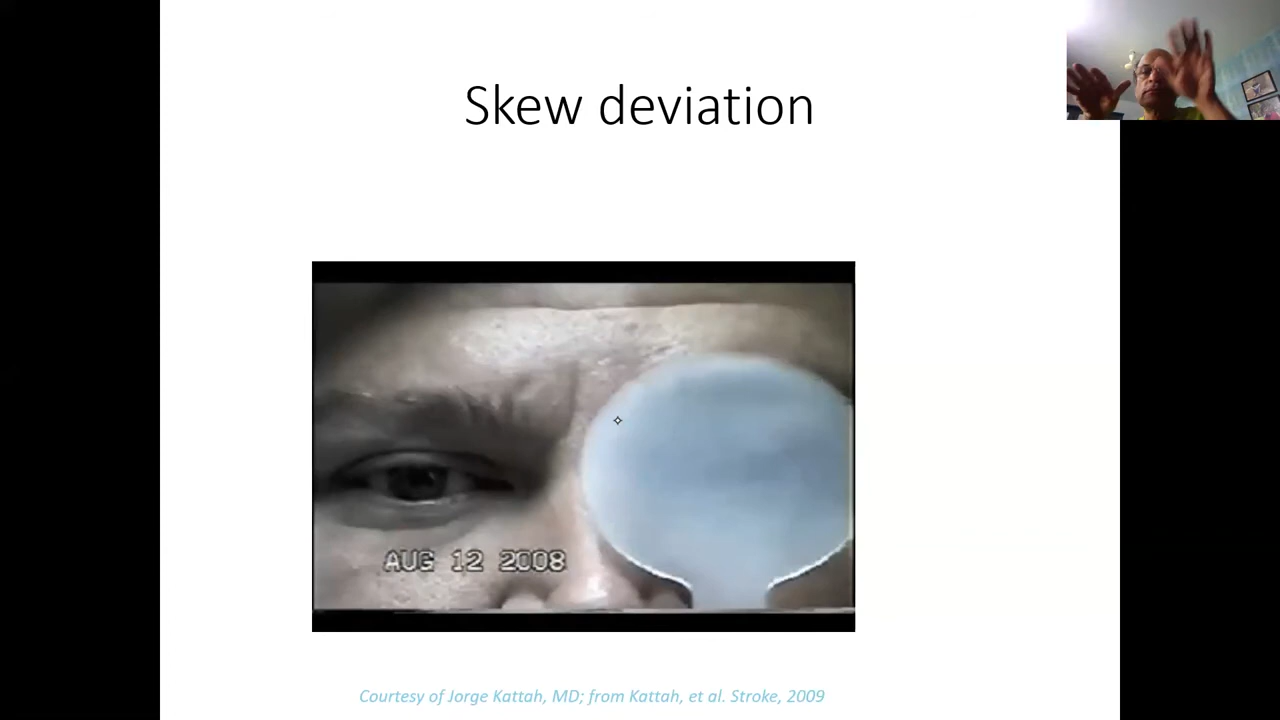 Skew deviation
AUG 12 2008
Courtesy of Jorge Kattah, MD; from Kattah, et al. Stroke, 2009